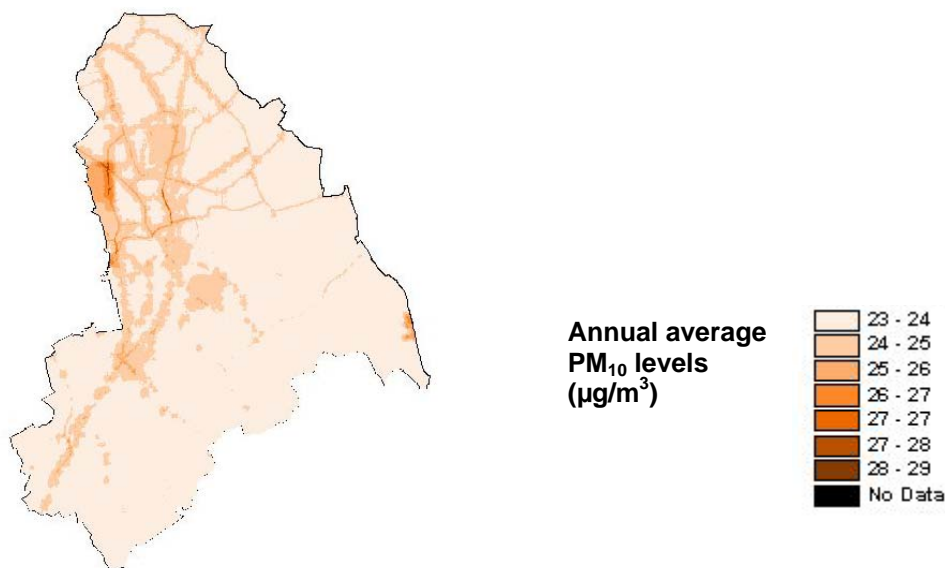 Annual average
PM₁₀ levels
(µg/m³)
23 - 24
24 - 25
25 - 26
26 - 27
27 - 27
27 - 28
28 - 29
No Data